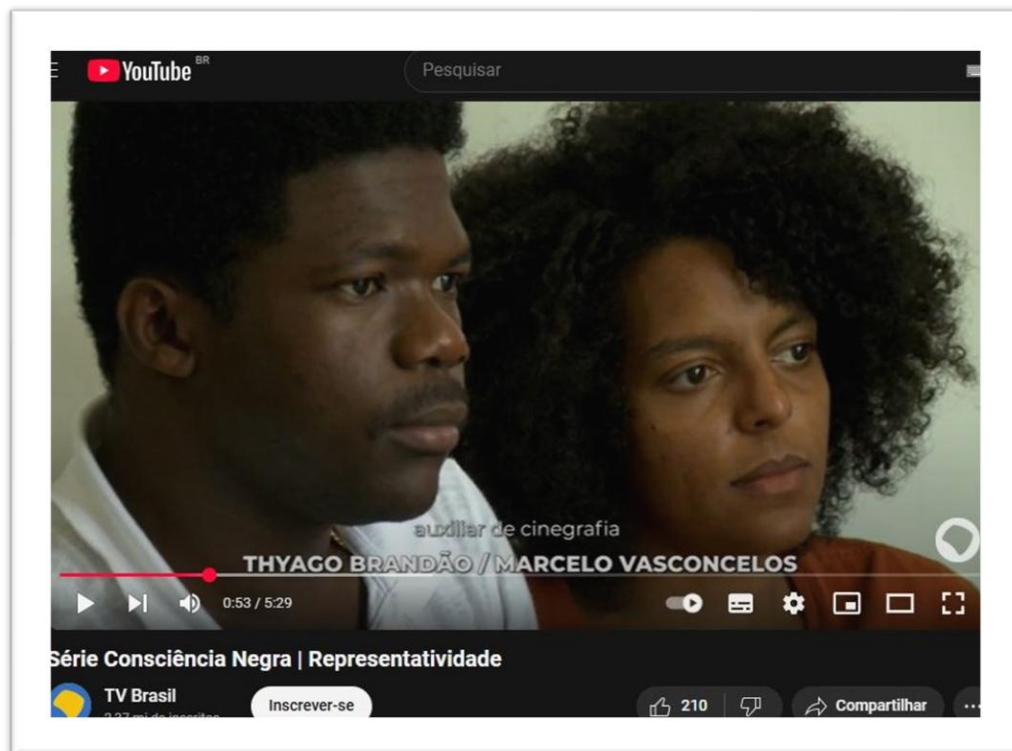 YouTube BR
Pesquisar
auxiliar de cinegrafia
THYAGO BRANDÃO / MARCELO VASCONCELOS
0:53 / 5:29
Série Consciência Negra | Representatividade
TV Brasil
Inscrever-se
210
Compartilhar